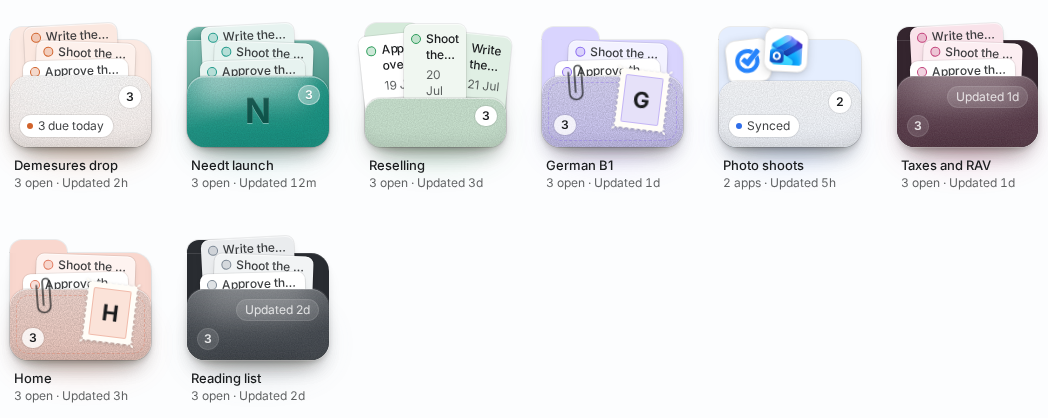 Write the...
Shoot the ...
Approve th...
3
3 due today
Demesures drop
3 open · Updated 2h
Write the...
Shoot the ...
Approve th...
3
N
Needt launch
3 open · Updated 12m
Shoot the...
20 Jul
Write the...
21 Jul
3
Reselling
3 open · Updated 3d
Shoot the ...
G
3
German B1
3 open · Updated 1d
2
Synced
Photo shoots
2 apps · Updated 5h
Write the...
Shoot the ...
Approve th...
Updated 1d
3
Taxes and RAV
3 open · Updated 1d
Shoot the ...
Approve th
H
3
Home
3 open · Updated 3h
Write the...
Shoot the ...
Approve th...
Updated 2d
3
Reading list
3 open · Updated 2d